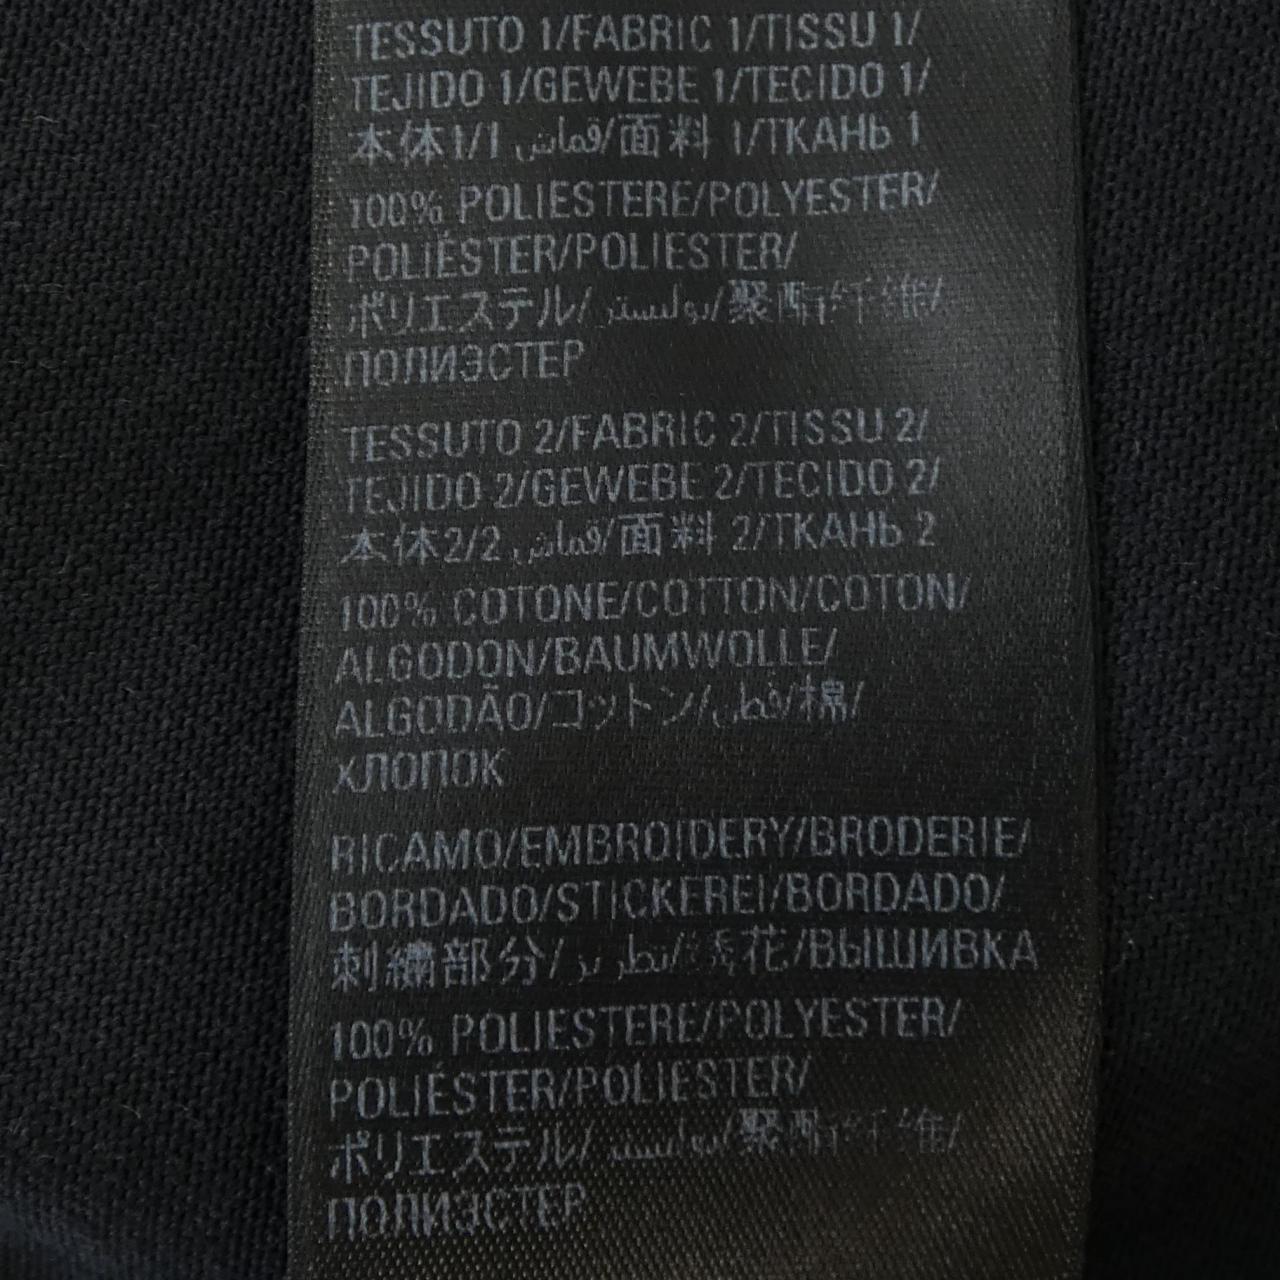 TESSUTO 1/FABRIC 1/TISSU 1/
TEJIDO 1/GEWEBE 1/TECIDO 1/
本体1/1 قماش/面料 1/ТКАНЬ 1
100% POLIESTERE/POLYESTER/
POLIÉSTER/POLIESTER/
ポリエステル/بوليستر/聚酯纤维/
ПОЛИЭСТЕР
TESSUTO 2/FABRIC 2/TISSU 2/
TEJIDO 2/GEWEBE 2/TECIDO 2/
本体2/2 قماش/面料 2/ТКАНЬ 2
100% COTONE/COTTON/COTON/
ALGODON/BAUMWOLLE/
ALGODÃO/コットン/قطن/棉/
ХЛОПОК
RICAMO/EMBROIDERY/BRODERIE/
BORDADO/STICKEREI/BORDADO/
刺繍部分/تطريز/绣花/ВЫШИВКА
100% POLIESTERE/POLYESTER/
POLIÉSTER/POLIESTER/
ポリエステル/بوليستر/聚酯纤维/
ПОЛИЭСТЕР